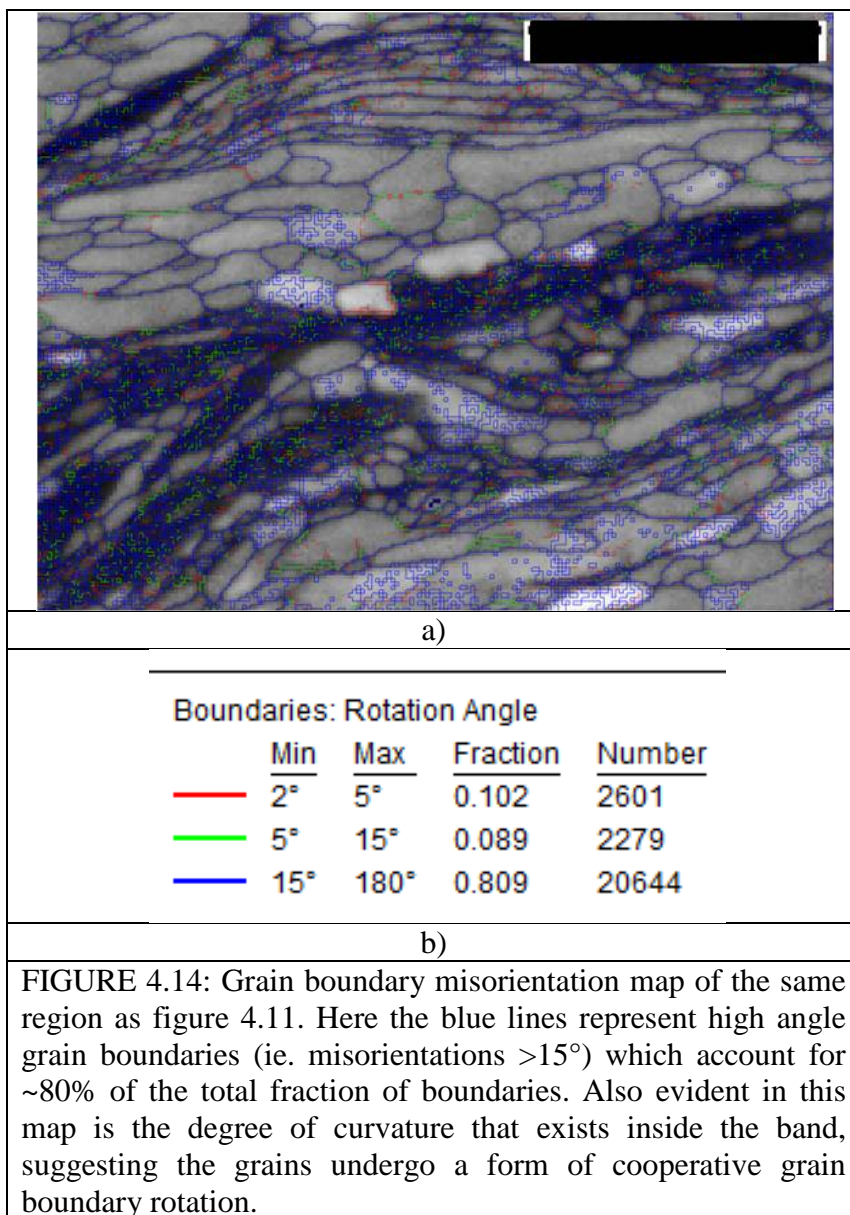 a)
Boundaries: Rotation Angle
Min Max Fraction Number
2° 5° 0.102 2601
5° 15° 0.089 2279
15° 180° 0.809 20644
b)
FIGURE 4.14: Grain boundary misorientation map of the same
region as figure 4.11. Here the blue lines represent high angle
grain boundaries (ie. misorientations >15°) which account for
~80% of the total fraction of boundaries. Also evident in this
map is the degree of curvature that exists inside the band,
suggesting the grains undergo a form of cooperative grain
boundary rotation.